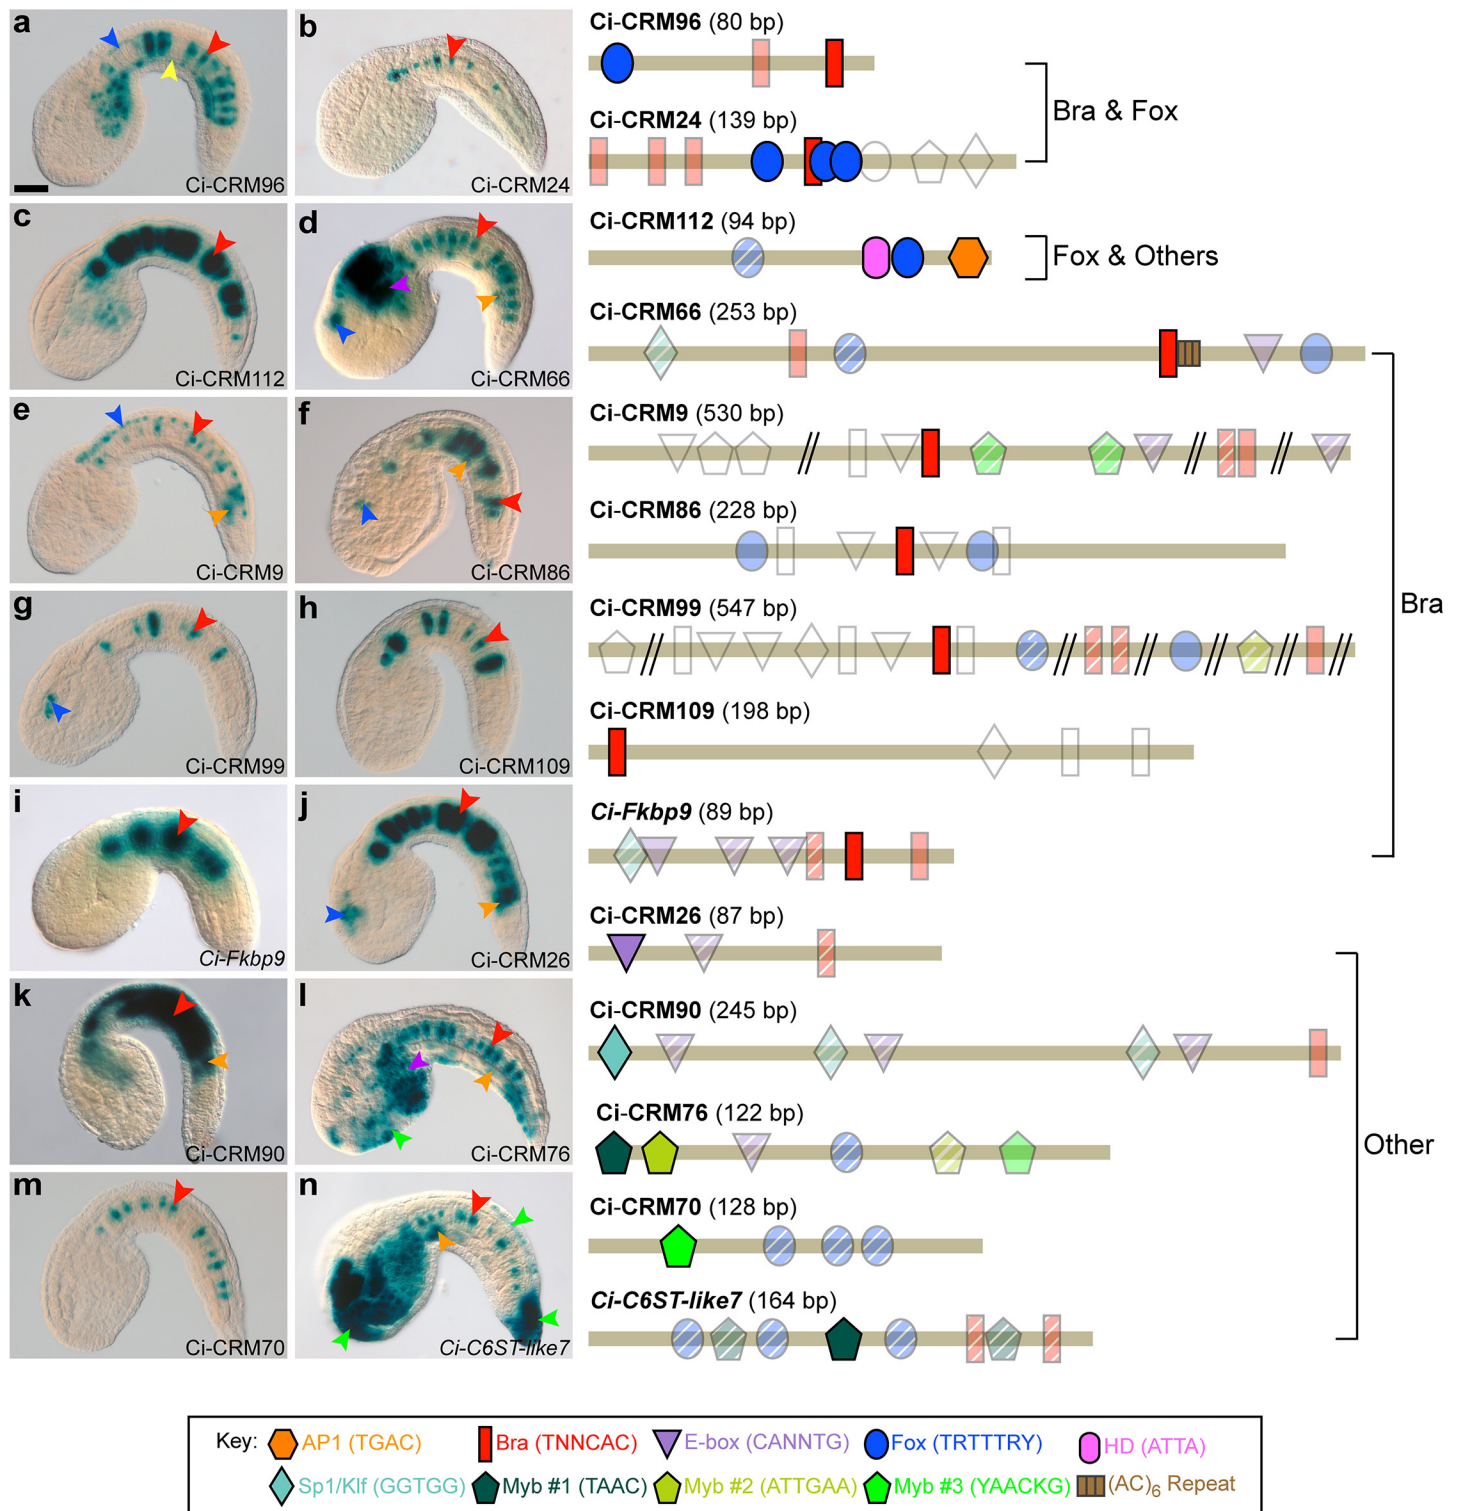 a
Ci-CRM96
b
Ci-CRM24
c
Ci-CRM112
d
Ci-CRM66
e
Ci-CRM9
f
Ci-CRM86
g
Ci-CRM99
h
Ci-CRM109
i
Ci-Fkbp9
j
Ci-CRM26
k
Ci-CRM90
l
Ci-CRM76
m
Ci-CRM70
n
Ci-C6ST-like7
Ci-CRM96 (80 bp)
Ci-CRM24 (139 bp)
Bra & Fox
Ci-CRM112 (94 bp)
Fox & Others
Ci-CRM66 (253 bp)
Ci-CRM9 (530 bp)
Ci-CRM86 (228 bp)
Ci-CRM99 (547 bp)
Ci-CRM109 (198 bp)
Ci-Fkbp9 (89 bp)
Bra
Ci-CRM26 (87 bp)
Ci-CRM90 (245 bp)
Ci-CRM76 (122 bp)
Ci-CRM70 (128 bp)
Ci-C6ST-like7 (164 bp)
Other
Key: AP1 (TGAC) Bra (TNNCAC) E-box (CANNTG) Fox (TRTTTRY) HD (ATTA)
Sp1/Klf (GGTGG) Myb #1 (TAAC) Myb #2 (ATTGAA) Myb #3 (YAACKG) (AC)6 Repeat